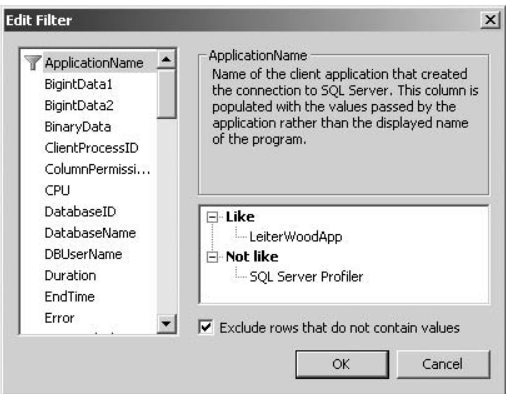 Edit Filter
ApplicationName
BigintData1
BigintData2
BinaryData
ClientProcessID
ColumnPermissi...
CPU
DatabaseID
DatabaseName
DBUserName
Duration
EndTime
Error
ApplicationName
Name of the client application that created
the connection to SQL Server. This column is
populated with the values passed by the
application rather than the displayed name
of the program.
Like
LeiterWoodApp
Not like
SQL Server Profiler
Exclude rows that do not contain values
OK
Cancel